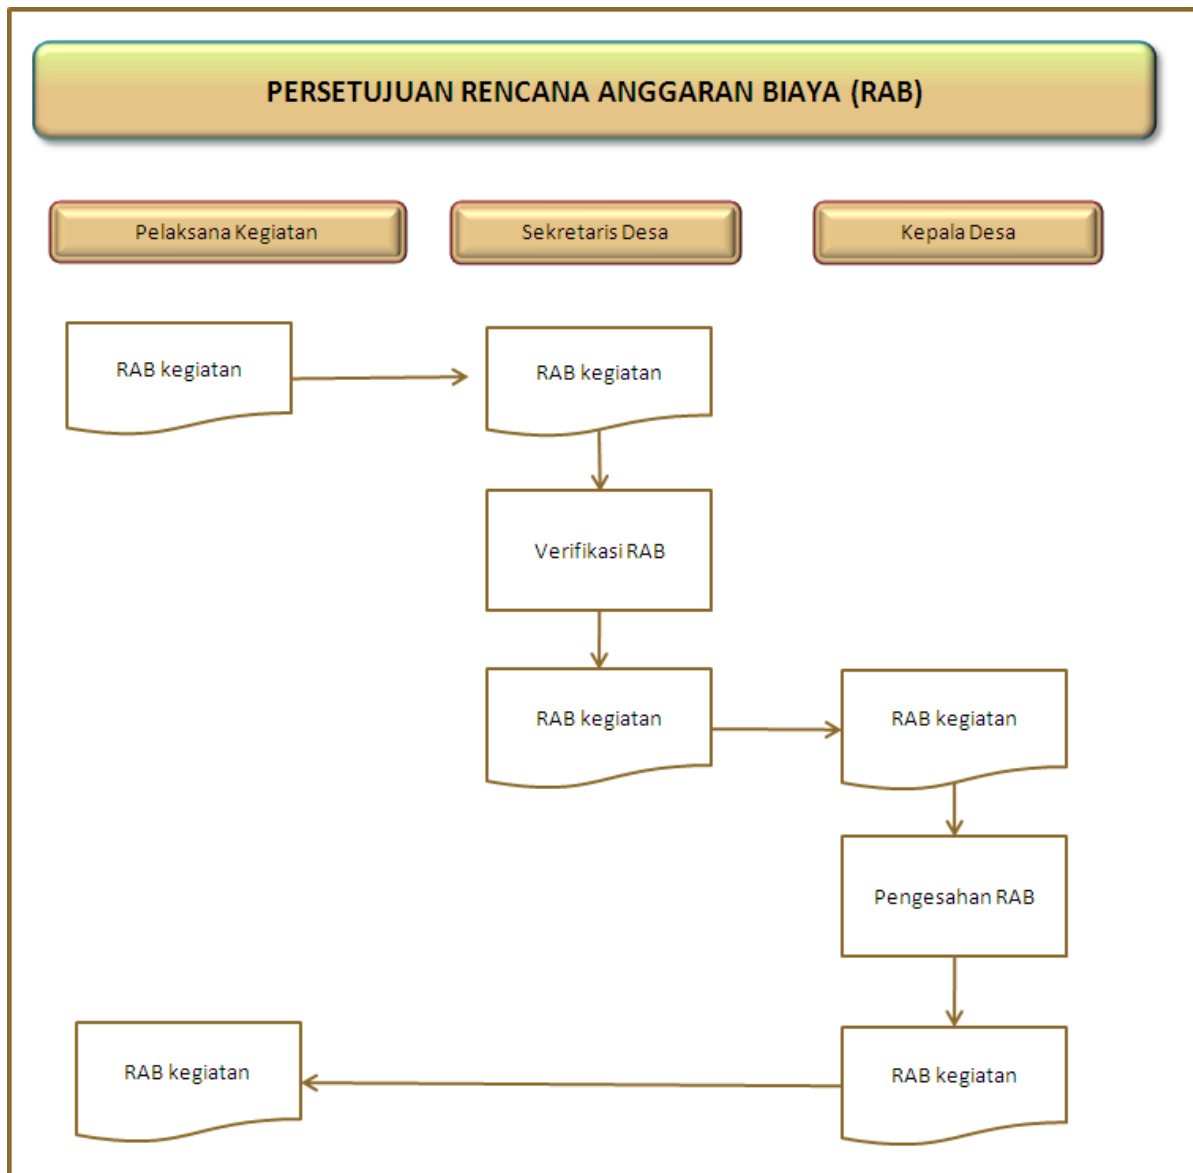 PERSETUJUAN RENCANA ANGGARAN BIAYA (RAB)
Pelaksana Kegiatan
Sekretaris Desa
Kepala Desa
RAB kegiatan
RAB kegiatan
Verifikasi RAB
RAB kegiatan
RAB kegiatan
Pengesahan RAB
RAB kegiatan
RAB kegiatan